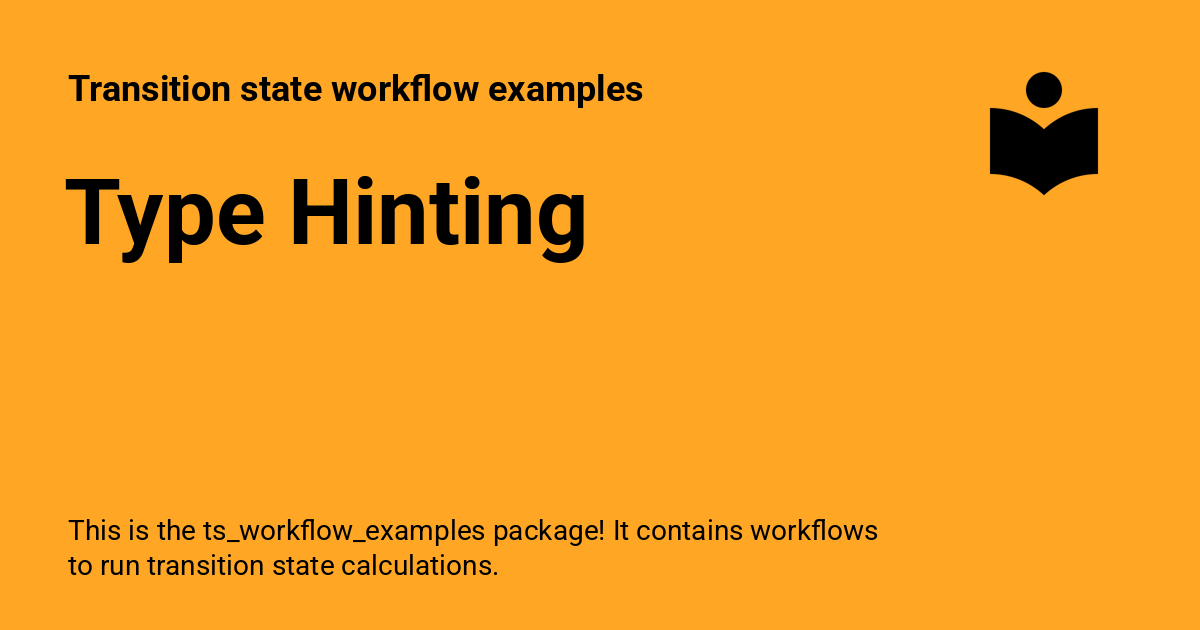 Transition state workflow examples
Type Hinting
This is the ts_workflow_examples package! It contains workflows
to run transition state calculations.